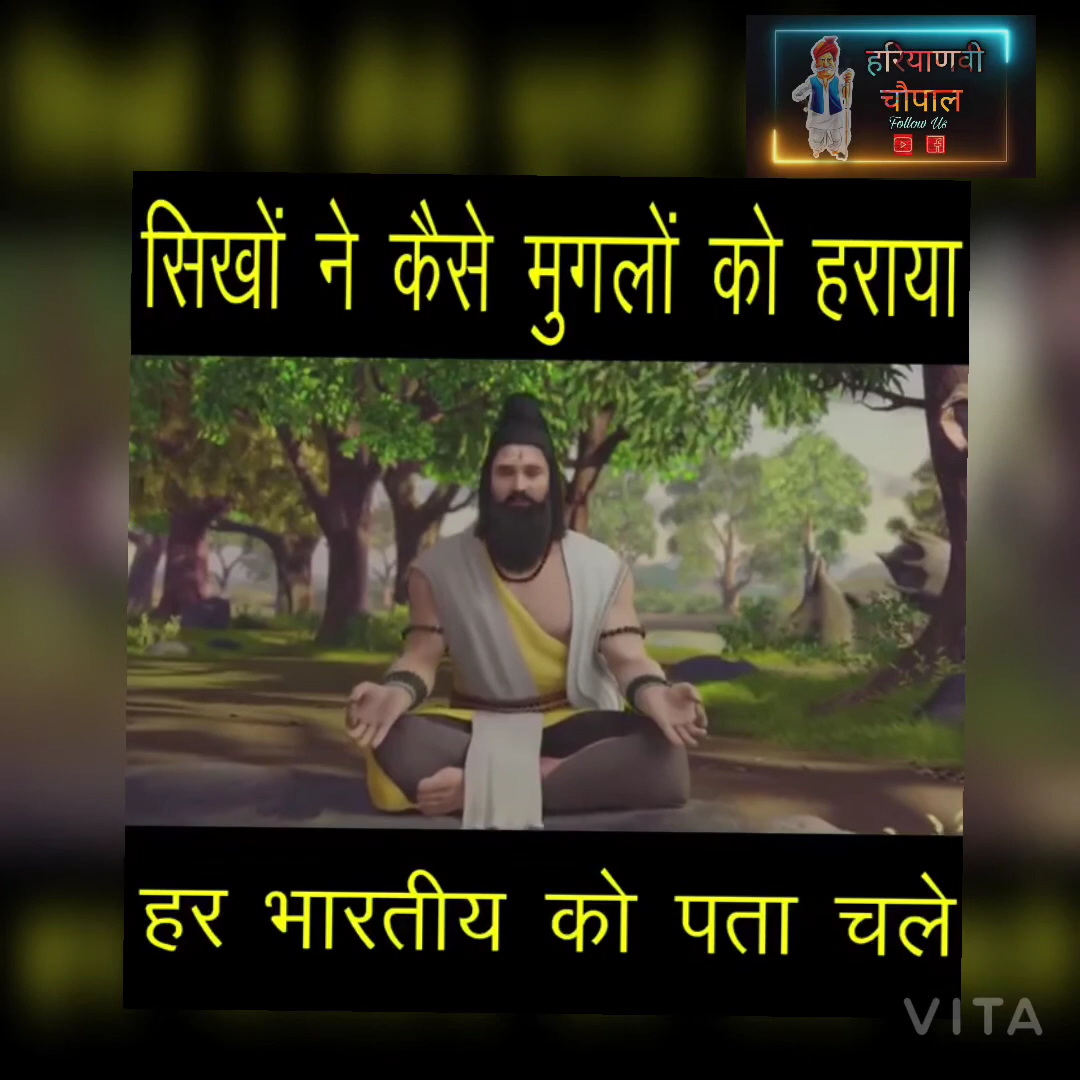 हरियाणवी
चौपाल
Follow Us
सिखों ने कैसे मुगलों को हराया
हर भारतीय को पता चले
VITA